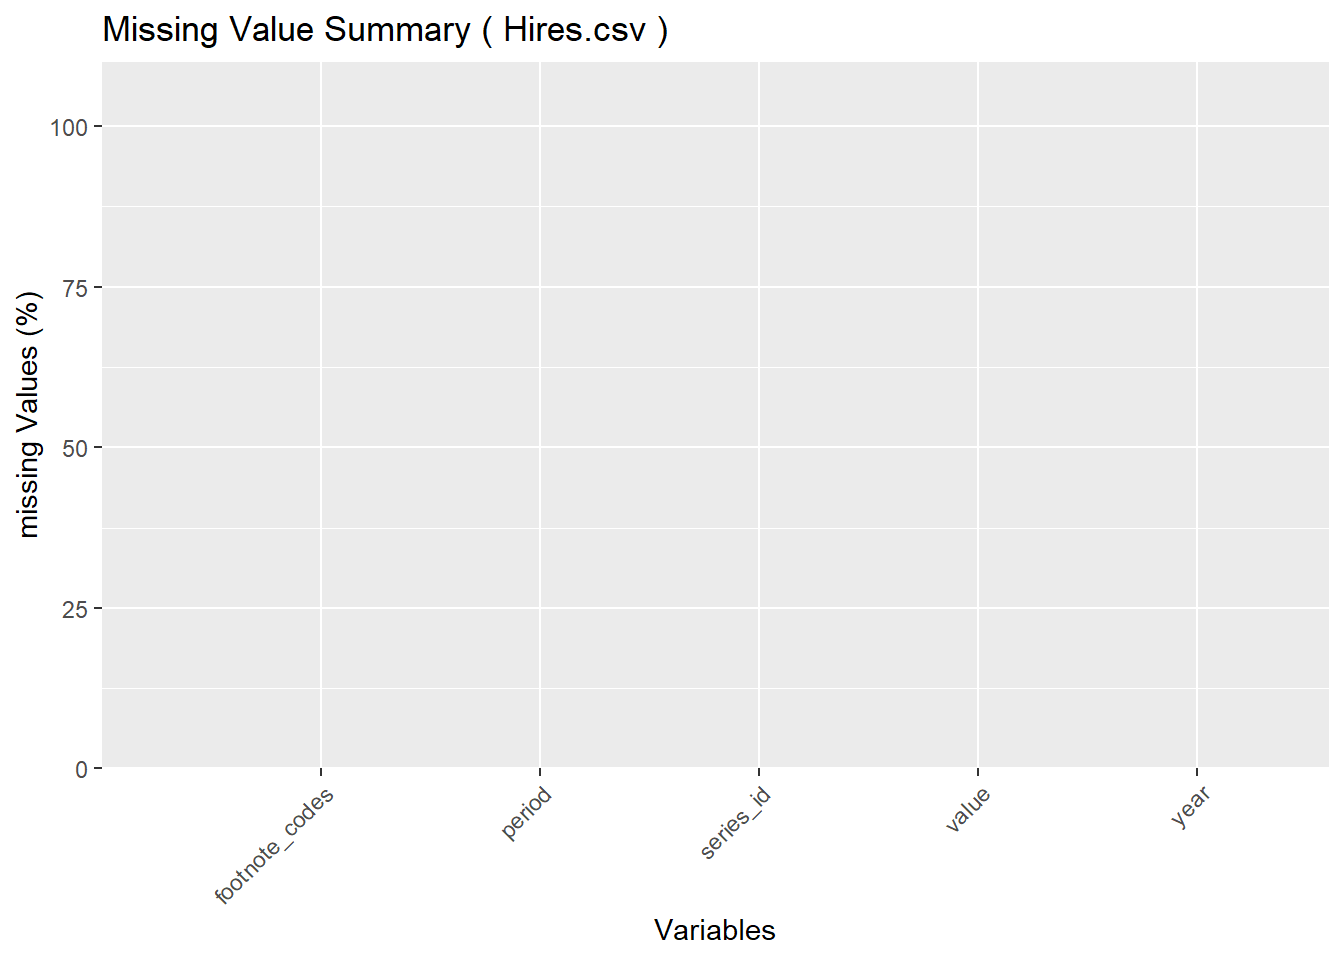 Missing Value Summary ( Hires.csv )
missing Values (%)
100
75
50
25
0
footnote_codes
period
series_id
value
year
Variables